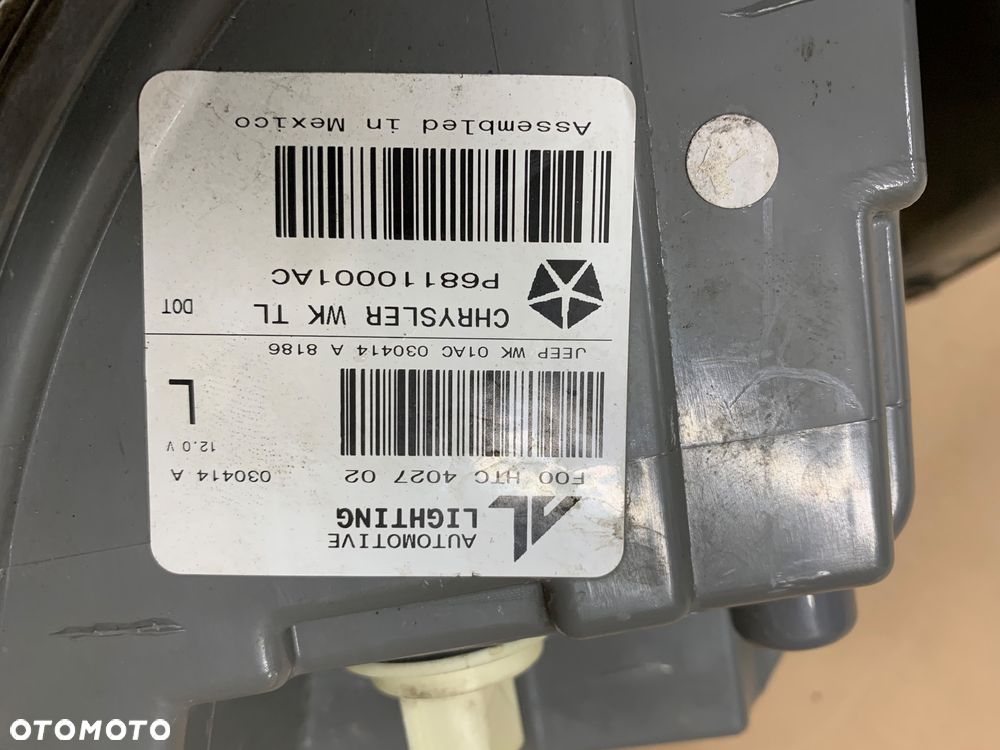 AUTOMOTIVE
LIGHTING
F00 HTC 4027 02
030414 A
12.0 V
L
JEEP WK 01AC 030414 A 8186
CHRYSLER WK TL
DOT
P68110001AC
Assembled in Mexico
OTOMOTO